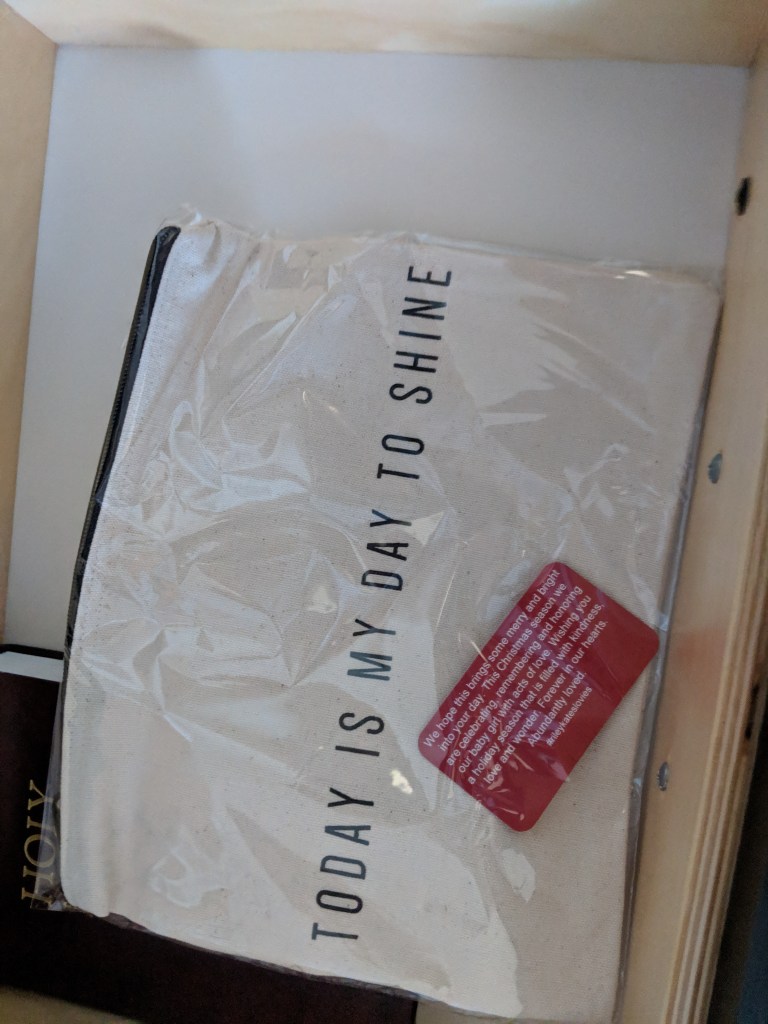 TODAY IS MY DAY TO SHINE
We hope this brings some merry and bright
into your day. This Christmas season we
are celebrating, remembering and honoring
our baby girl with acts of love. Wishing you
a holiday season that is filled with kindness,
love and wonder. Forever in our hearts.
Abundantly loved.
HOLY